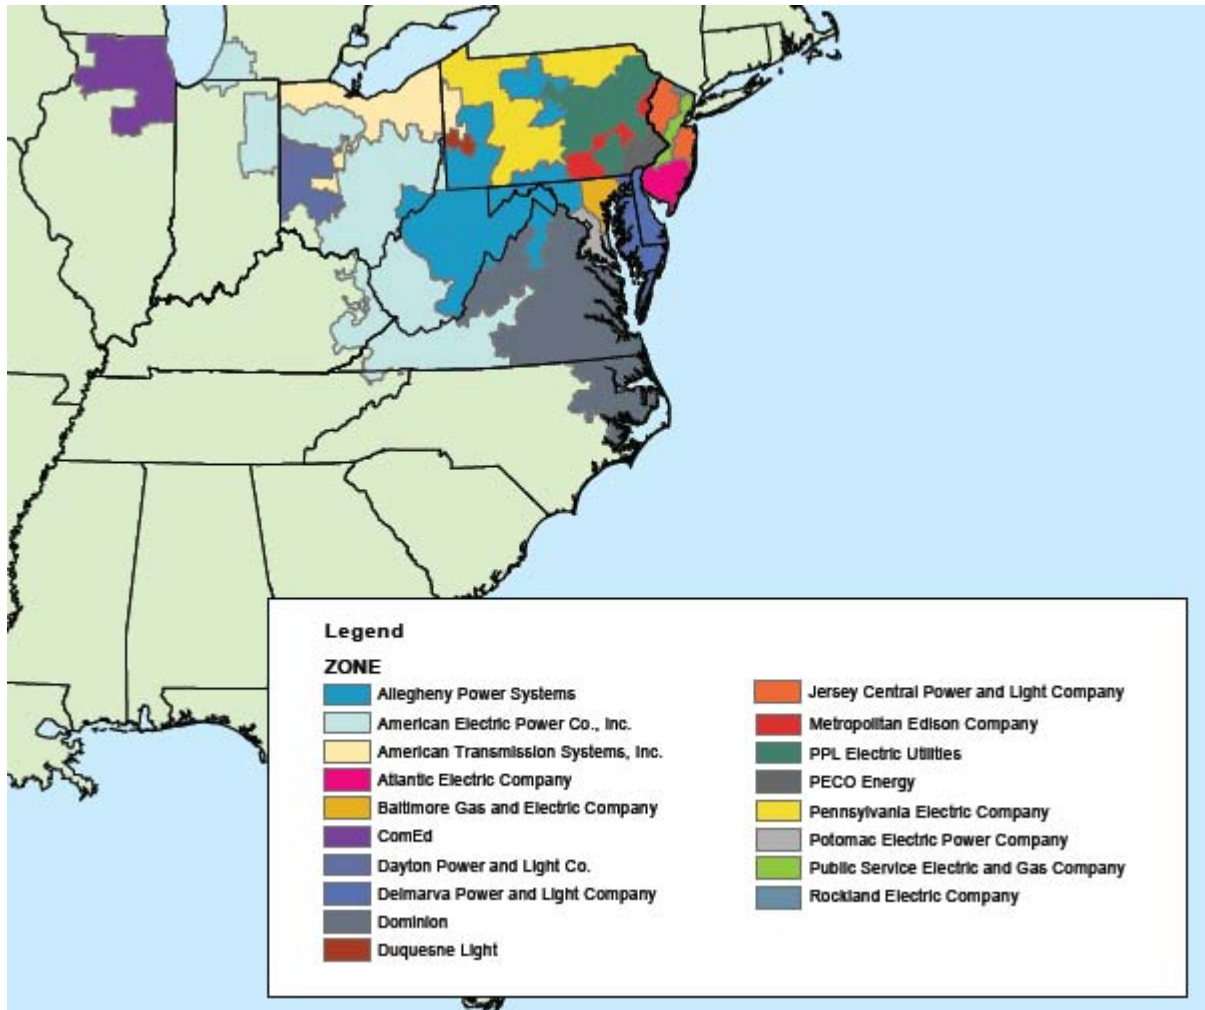 Legend
ZONE
Allegheny Power Systems
American Electric Power Co., Inc.
American Transmission Systems, Inc.
Atlantic Electric Company
Baltimore Gas and Electric Company
ComEd
Dayton Power and Light Co.
Delmarva Power and Light Company
Dominion
Duquesne Light
Jersey Central Power and Light Company
Metropolitan Edison Company
PPL Electric Utilities
PECO Energy
Pennsylvania Electric Company
Potomac Electric Power Company
Public Service Electric and Gas Company
Rockland Electric Company